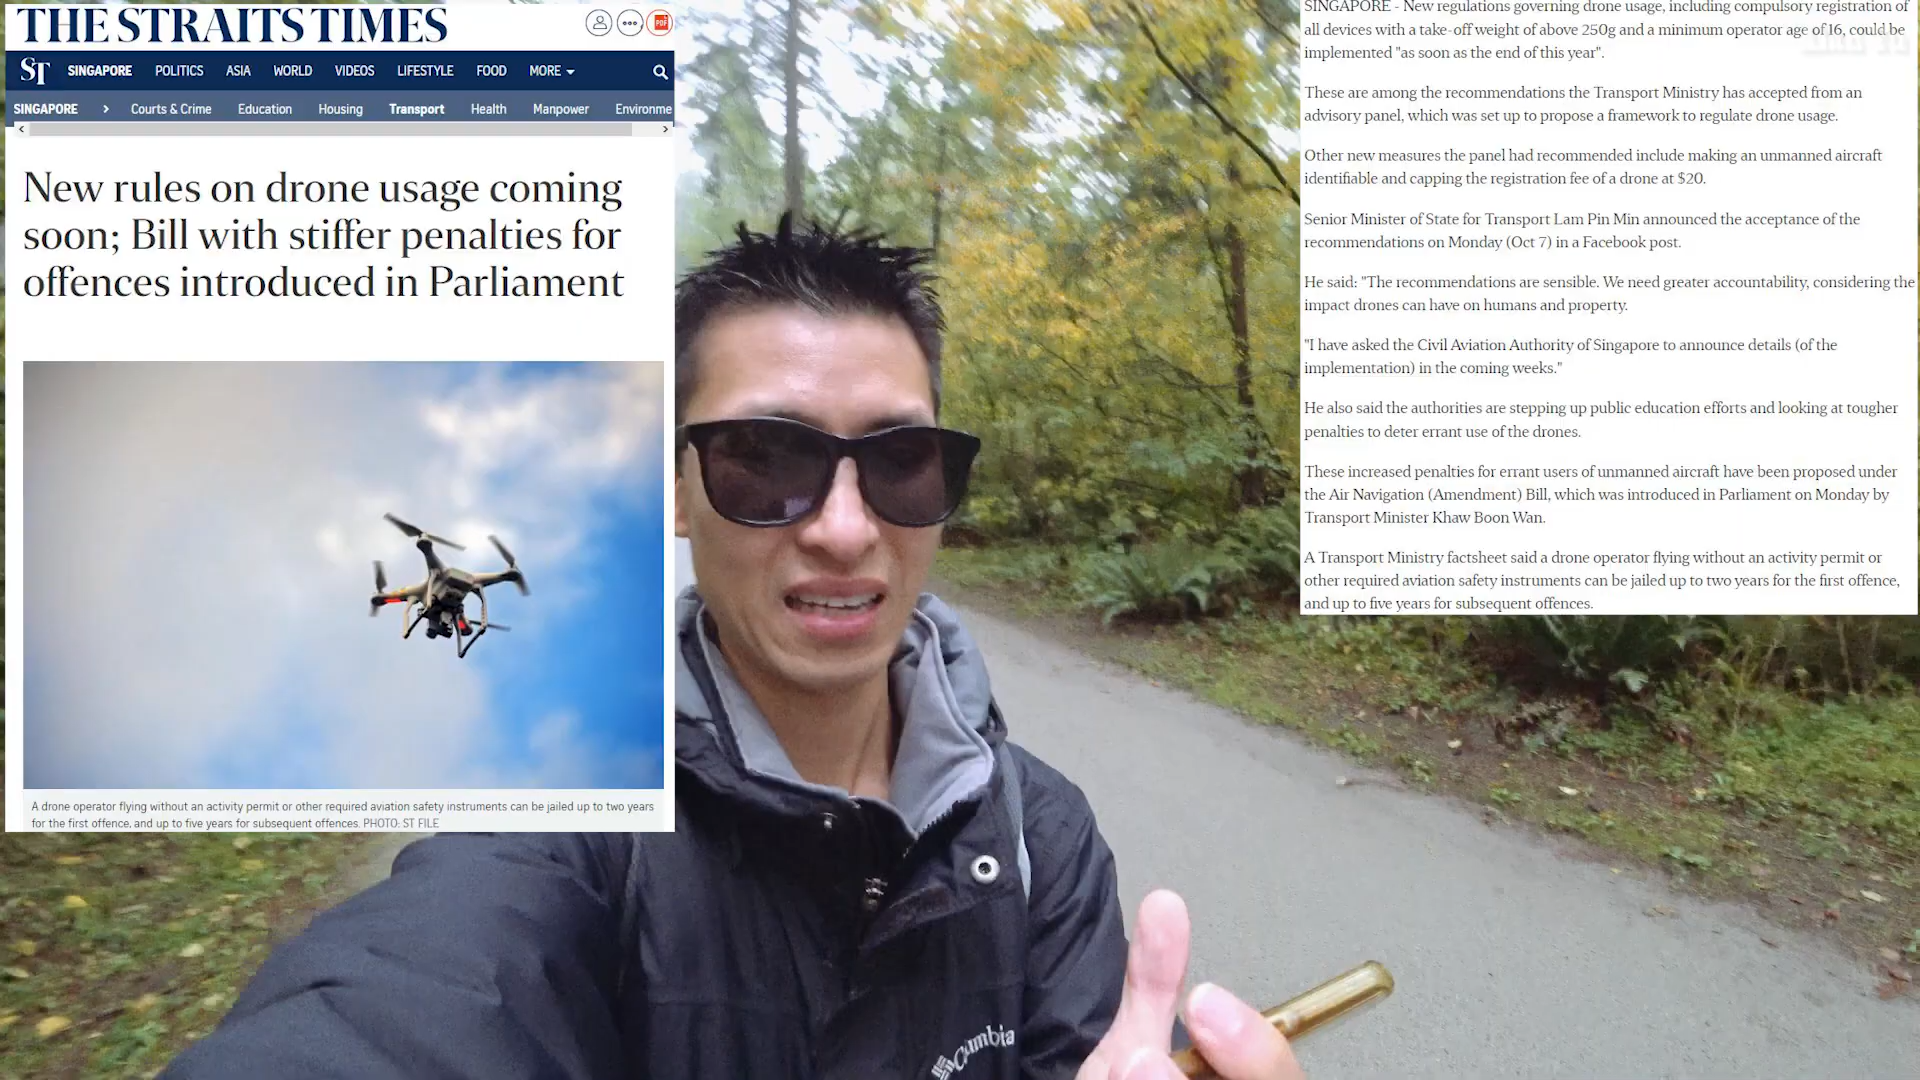 THE STRAITS TIMES
PDF
ST SINGAPORE POLITICS ASIA WORLD VIDEOS LIFESTYLE FOOD MORE
SINGAPORE > Courts & Crime Education Housing Transport Health Manpower Environme
New rules on drone usage coming
soon; Bill with stiffer penalties for
offences introduced in Parliament
A drone operator flying without an activity permit or other required aviation safety instruments can be jailed up to two years
for the first offence, and up to five years for subsequent offences. PHOTO: ST FILE
SINGAPORE - New regulations governing drone usage, including compulsory registration of
all devices with a take-off weight of above 250g and a minimum operator age of 16, could be
implemented "as soon as the end of this year".
These are among the recommendations the Transport Ministry has accepted from an
advisory panel, which was set up to propose a framework to regulate drone usage.
Other new measures the panel had recommended include making an unmanned aircraft
identifiable and capping the registration fee of a drone at $20.
Senior Minister of State for Transport Lam Pin Min announced the acceptance of the
recommendations on Monday (Oct 7) in a Facebook post.
He said: "The recommendations are sensible. We need greater accountability, considering the
impact drones can have on humans and property.
"I have asked the Civil Aviation Authority of Singapore to announce details (of the
implementation) in the coming weeks."
He also said the authorities are stepping up public education efforts and looking at tougher
penalties to deter errant use of the drones.
These increased penalties for errant users of unmanned aircraft have been proposed under
the Air Navigation (Amendment) Bill, which was introduced in Parliament on Monday by
Transport Minister Khaw Boon Wan.
A Transport Ministry factsheet said a drone operator flying without an activity permit or
other required aviation safety instruments can be jailed up to two years for the first offence,
and up to five years for subsequent offences.
Columbia